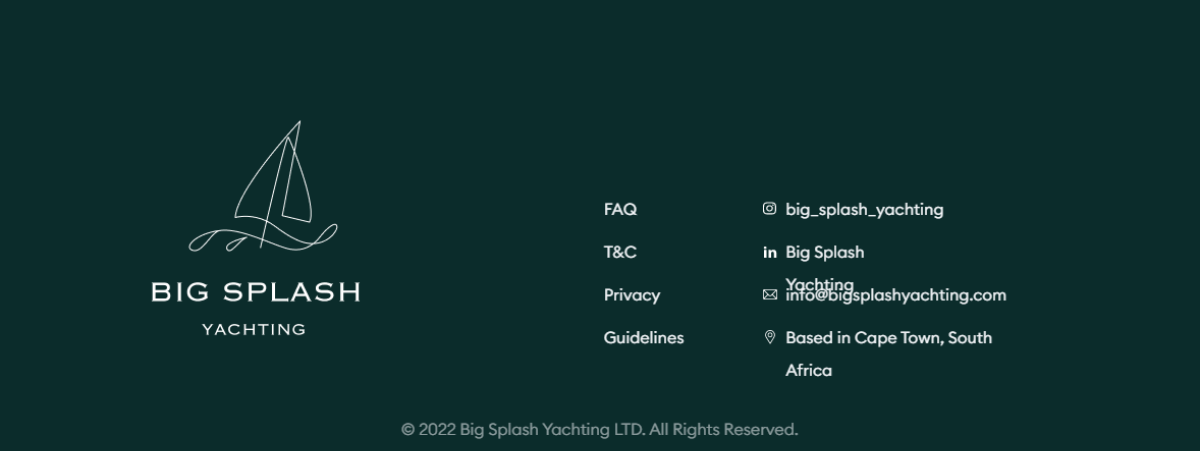 BIG SPLASH
YACHTING
FAQ
T&C
Privacy
Guidelines
big_splash_yachting
in Big Splash
Yachting
info@bigsplashyachting.com
Based in Cape Town, South
Africa
© 2022 Big Splash Yachting LTD. All Rights Reserved.